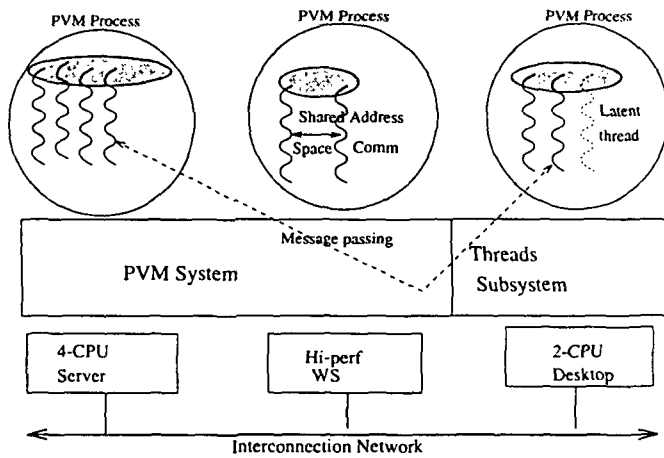 PVM Process
PVM Process
PVM Process
Shared Address
Space
Comm
Latent
thread
Message passing
PVM System
Threads
Subsystem
4-CPU
Server
Hi-perf
WS
2-CPU
Desktop
Interconnection Network